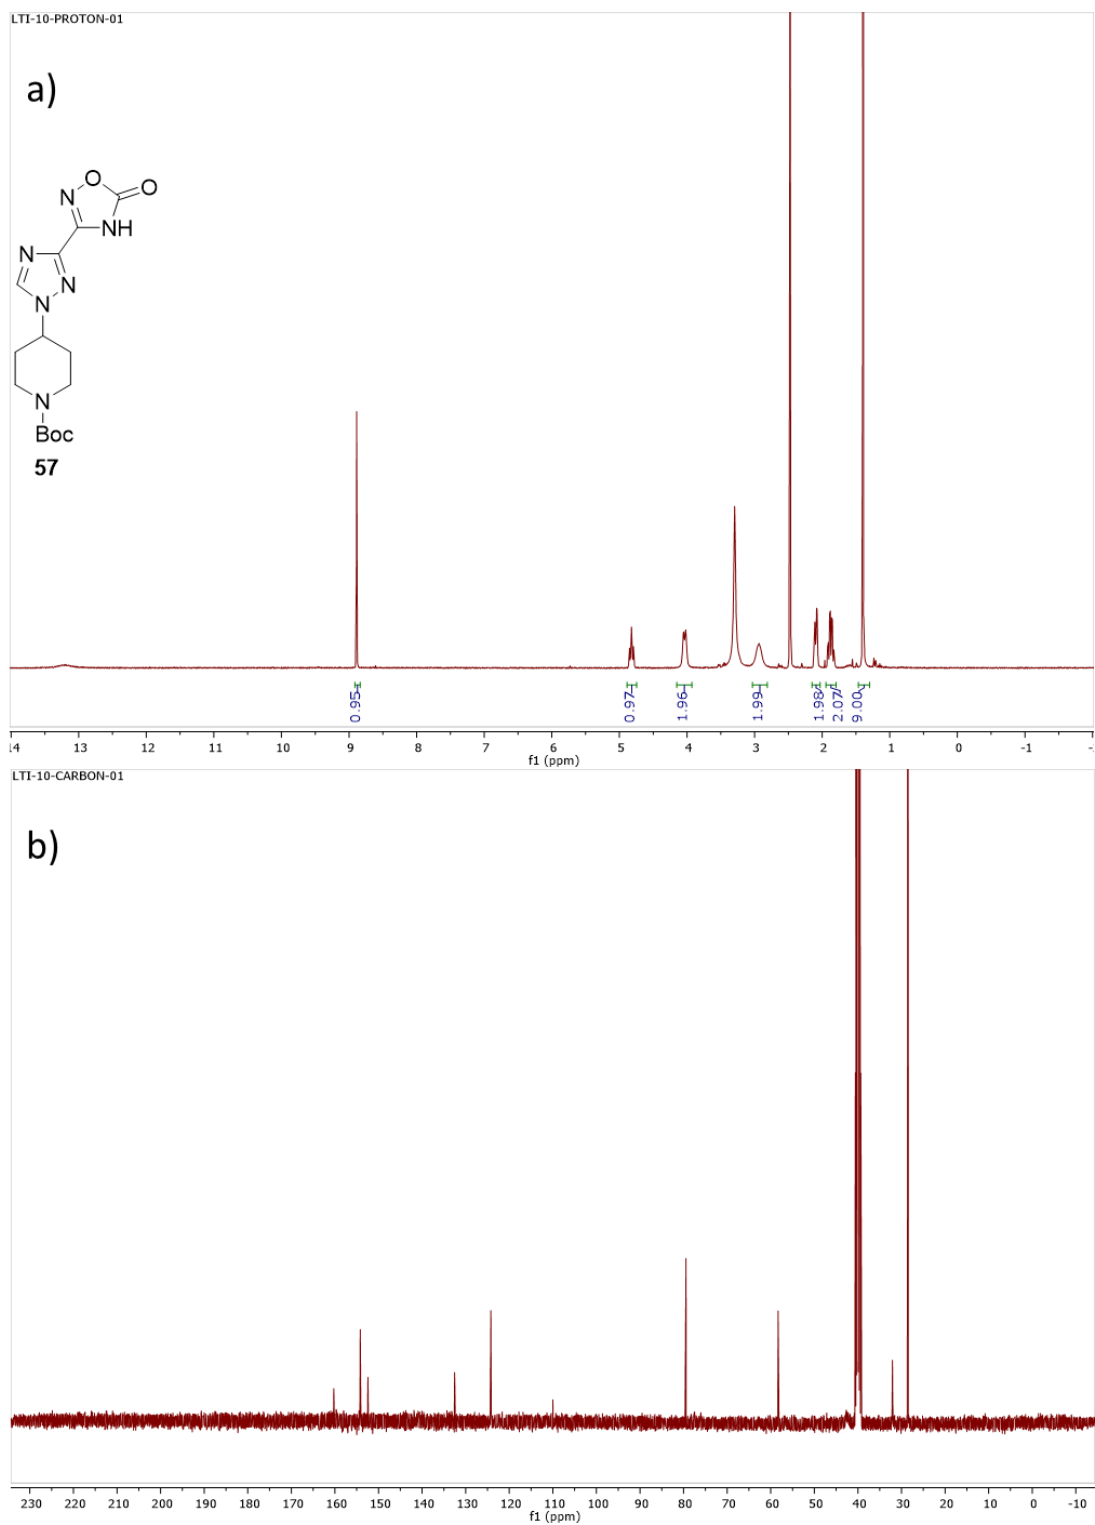 LTI-10-PROTON-01
a)
O
N
O
NH
N
N
N
N
Boc
57
0.95
0.97
1.96
1.99
1.98
2.07
9.00
14 13 12 11 10 9 8 7 6 5 4 3 2 1 0 -1 -2
f1 (ppm)
LTI-10-CARBON-01
b)
230 220 210 200 190 180 170 160 150 140 130 120 110 100 90 80 70 60 50 40 30 20 10 0 -10
f1 (ppm)